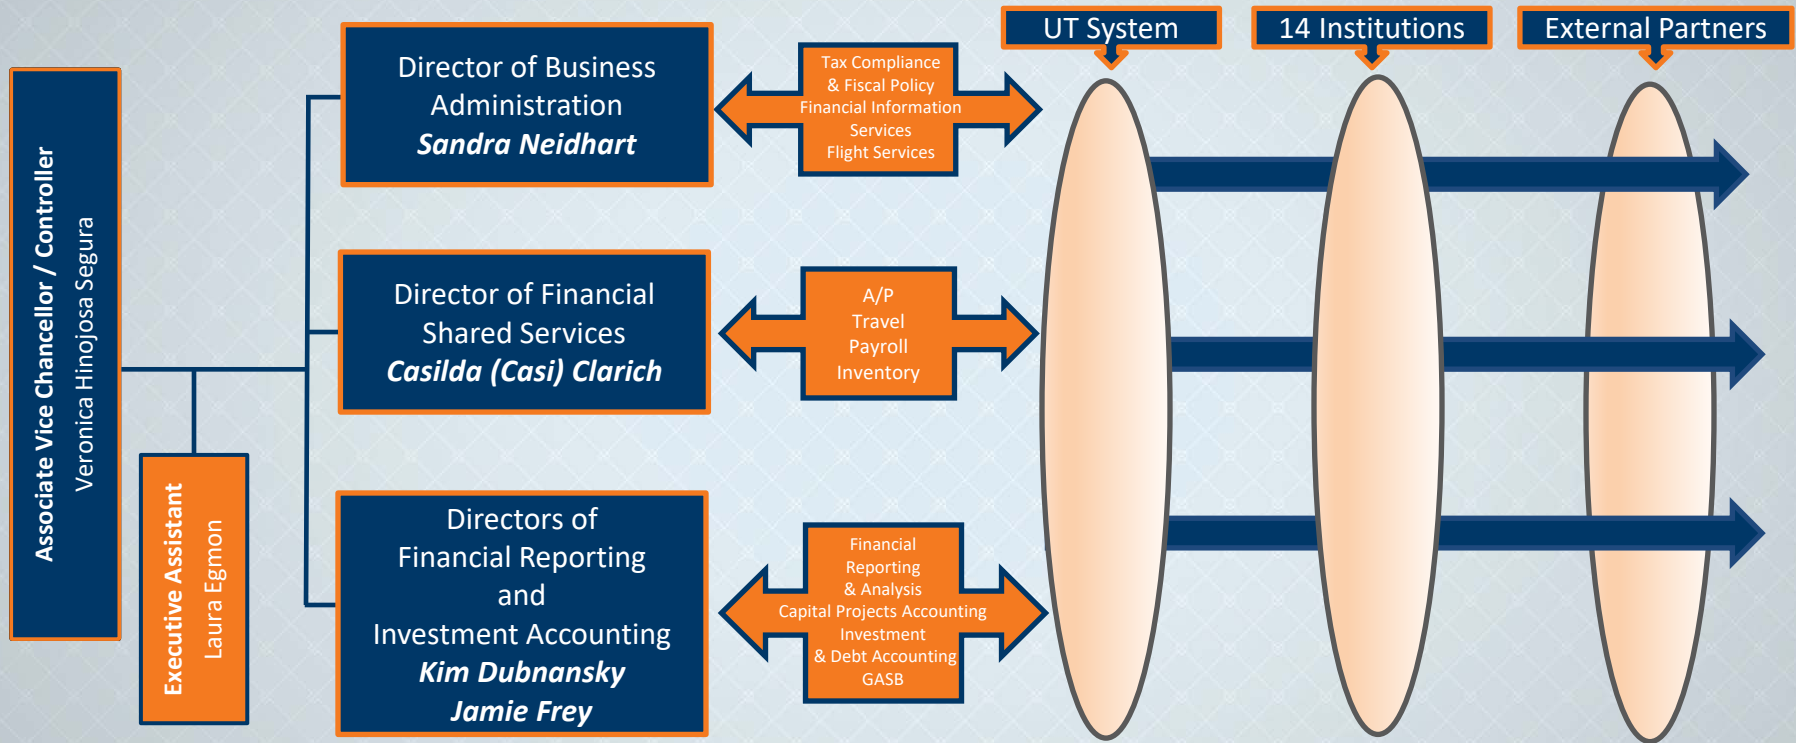 Associate Vice Chancellor / Controller
Veronica Hinojosa Segura
Executive Assistant
Laura Egmon
Director of Business
Administration
Sandra Neidhart
Tax Compliance
& Fiscal Policy
Financial Information
Services
Flight Services
Director of Financial
Shared Services
Casilda (Casi) Clarich
A/P
Travel
Payroll
Inventory
Directors of
Financial Reporting
and
Investment Accounting
Kim Dubnansky
Jamie Frey
Financial
Reporting
& Analysis
Capital Projects Accounting
Investment
& Debt Accounting
GASB
UT System
14 Institutions
External Partners